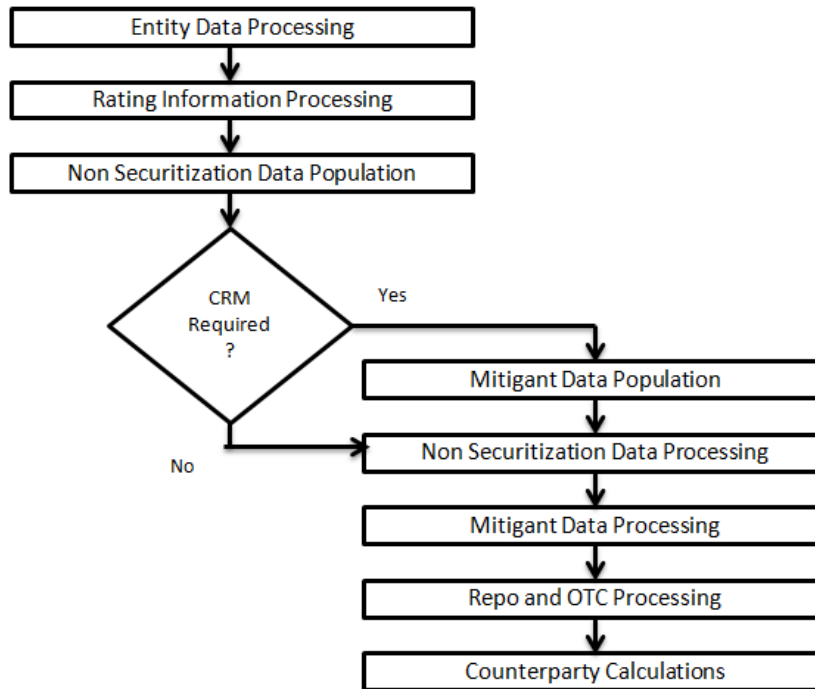 Entity Data Processing
Rating Information Processing
Non Securitization Data Population
CRM
Required
?
Yes
Mitigant Data Population
No
Non Securitization Data Processing
Mitigant Data Processing
Repo and OTC Processing
Counterparty Calculations